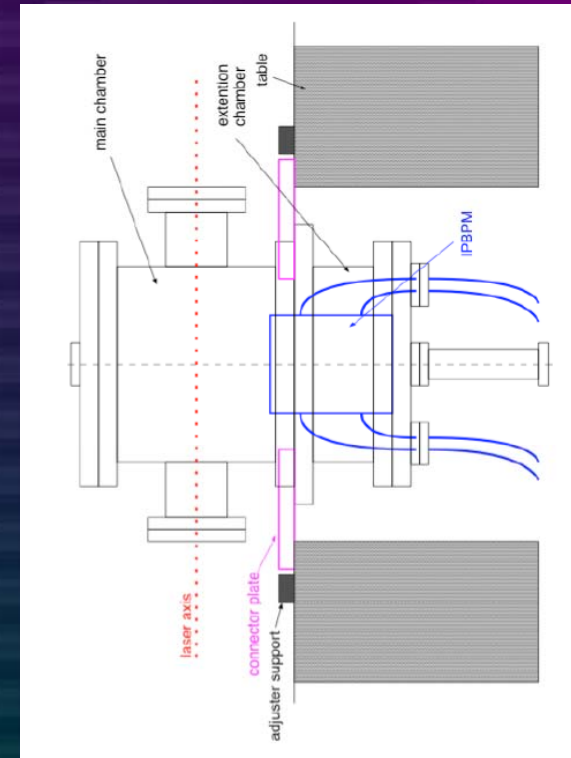 main chamber
extention
chamber
table
IPBPM
laser axis
connector plate
adjuster support